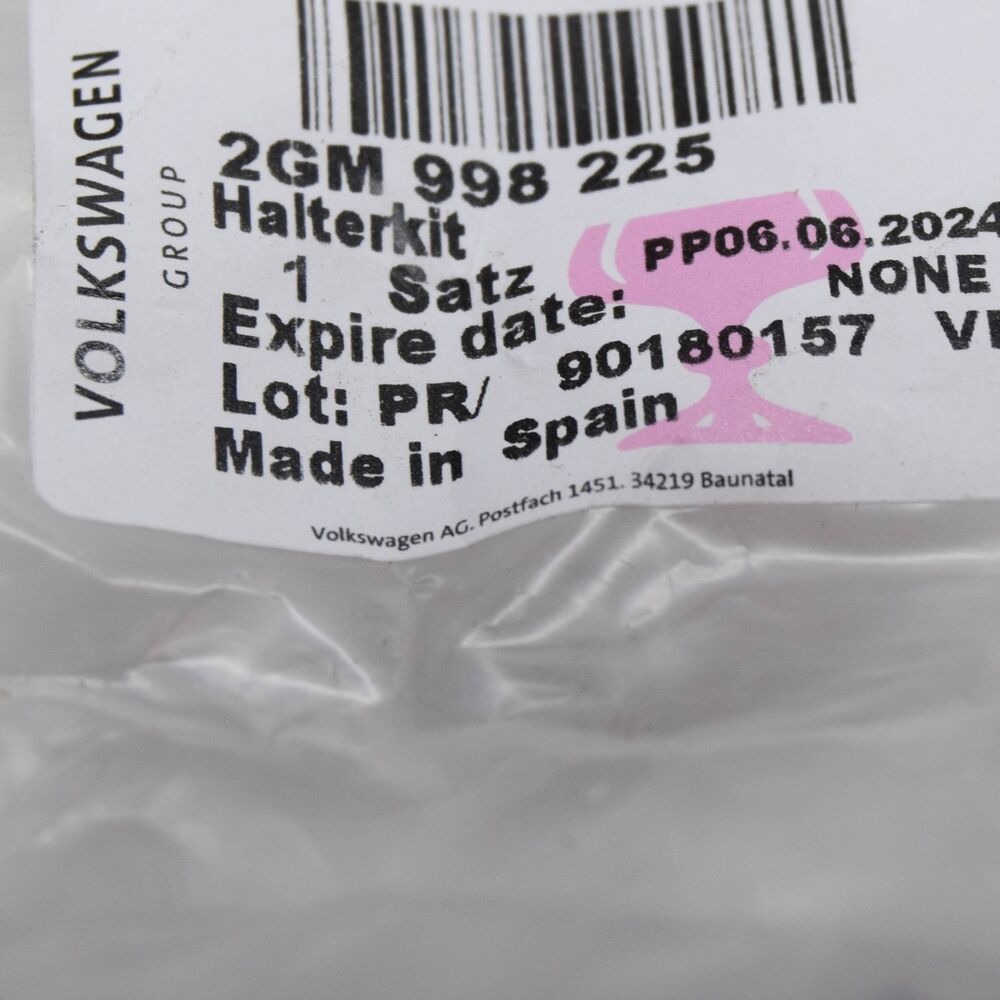 VOLKSWAGEN
GROUP
2GM 998 225
Halterkit
PP06.06.2024
1 Satz
NONE
Expire date:
90180157
Lot: PR/
Made in Spain
Volkswagen AG. Postfach 1451. 34219 Baunatal